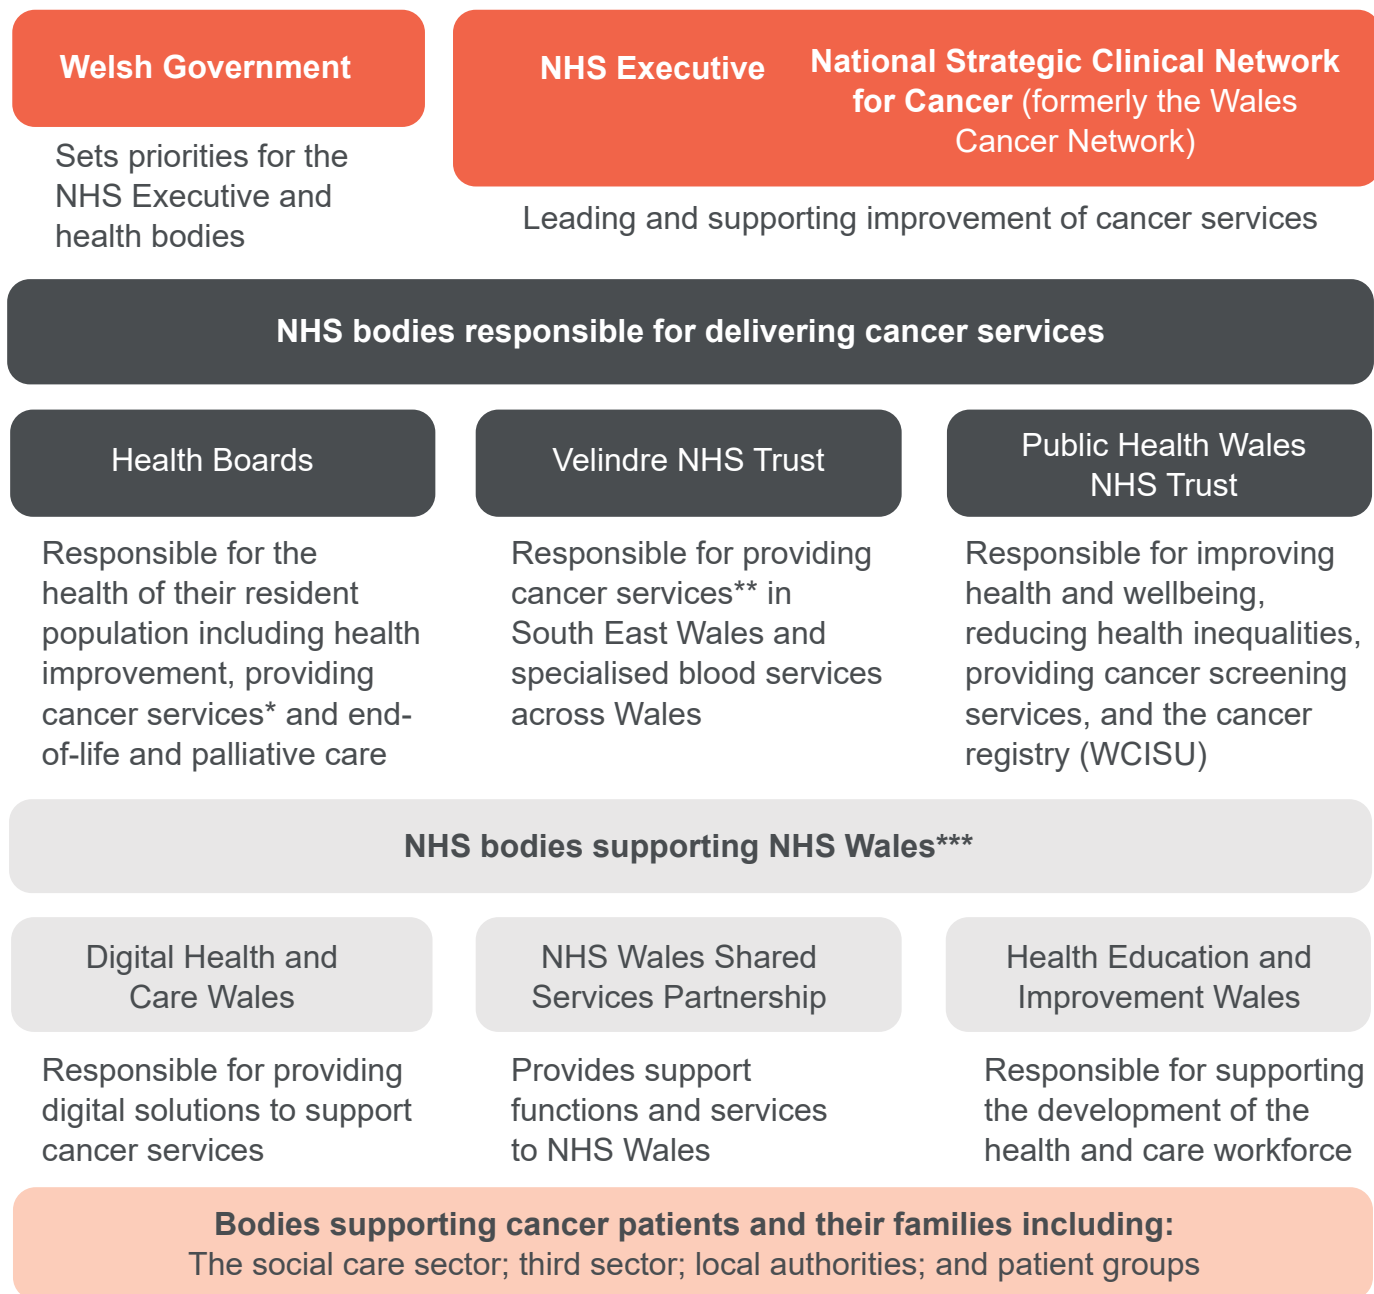 Welsh Government
Sets priorities for the
NHS Executive and
health bodies
NHS Executive
National Strategic Clinical Network
for Cancer (formerly the Wales
Cancer Network)
Leading and supporting improvement of cancer services
NHS bodies responsible for delivering cancer services
Health Boards
Responsible for the
health of their resident
population including health
improvement, providing
cancer services* and end-
of-life and palliative care
Velindre NHS Trust
Responsible for providing
cancer services** in
South East Wales and
specialised blood services
across Wales
Public Health Wales
NHS Trust
Responsible for improving
health and wellbeing,
reducing health inequalities,
providing cancer screening
services, and the cancer
registry (WCISU)
NHS bodies supporting NHS Wales***
Digital Health and
Care Wales
Responsible for providing
digital solutions to support
cancer services
NHS Wales Shared
Services Partnership
Provides support
functions and services
to NHS Wales
Health Education and
Improvement Wales
Responsible for supporting
the development of the
health and care workforce
Bodies supporting cancer patients and their families including:
The social care sector; third sector; local authorities; and patient groups